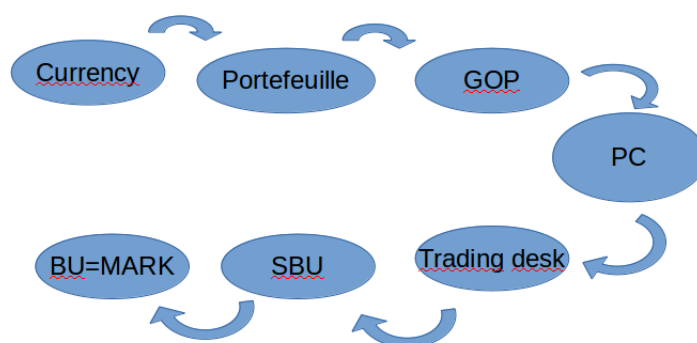 Currency
Portefeuille
GOP
PC
Trading desk
SBU
BU=MARK